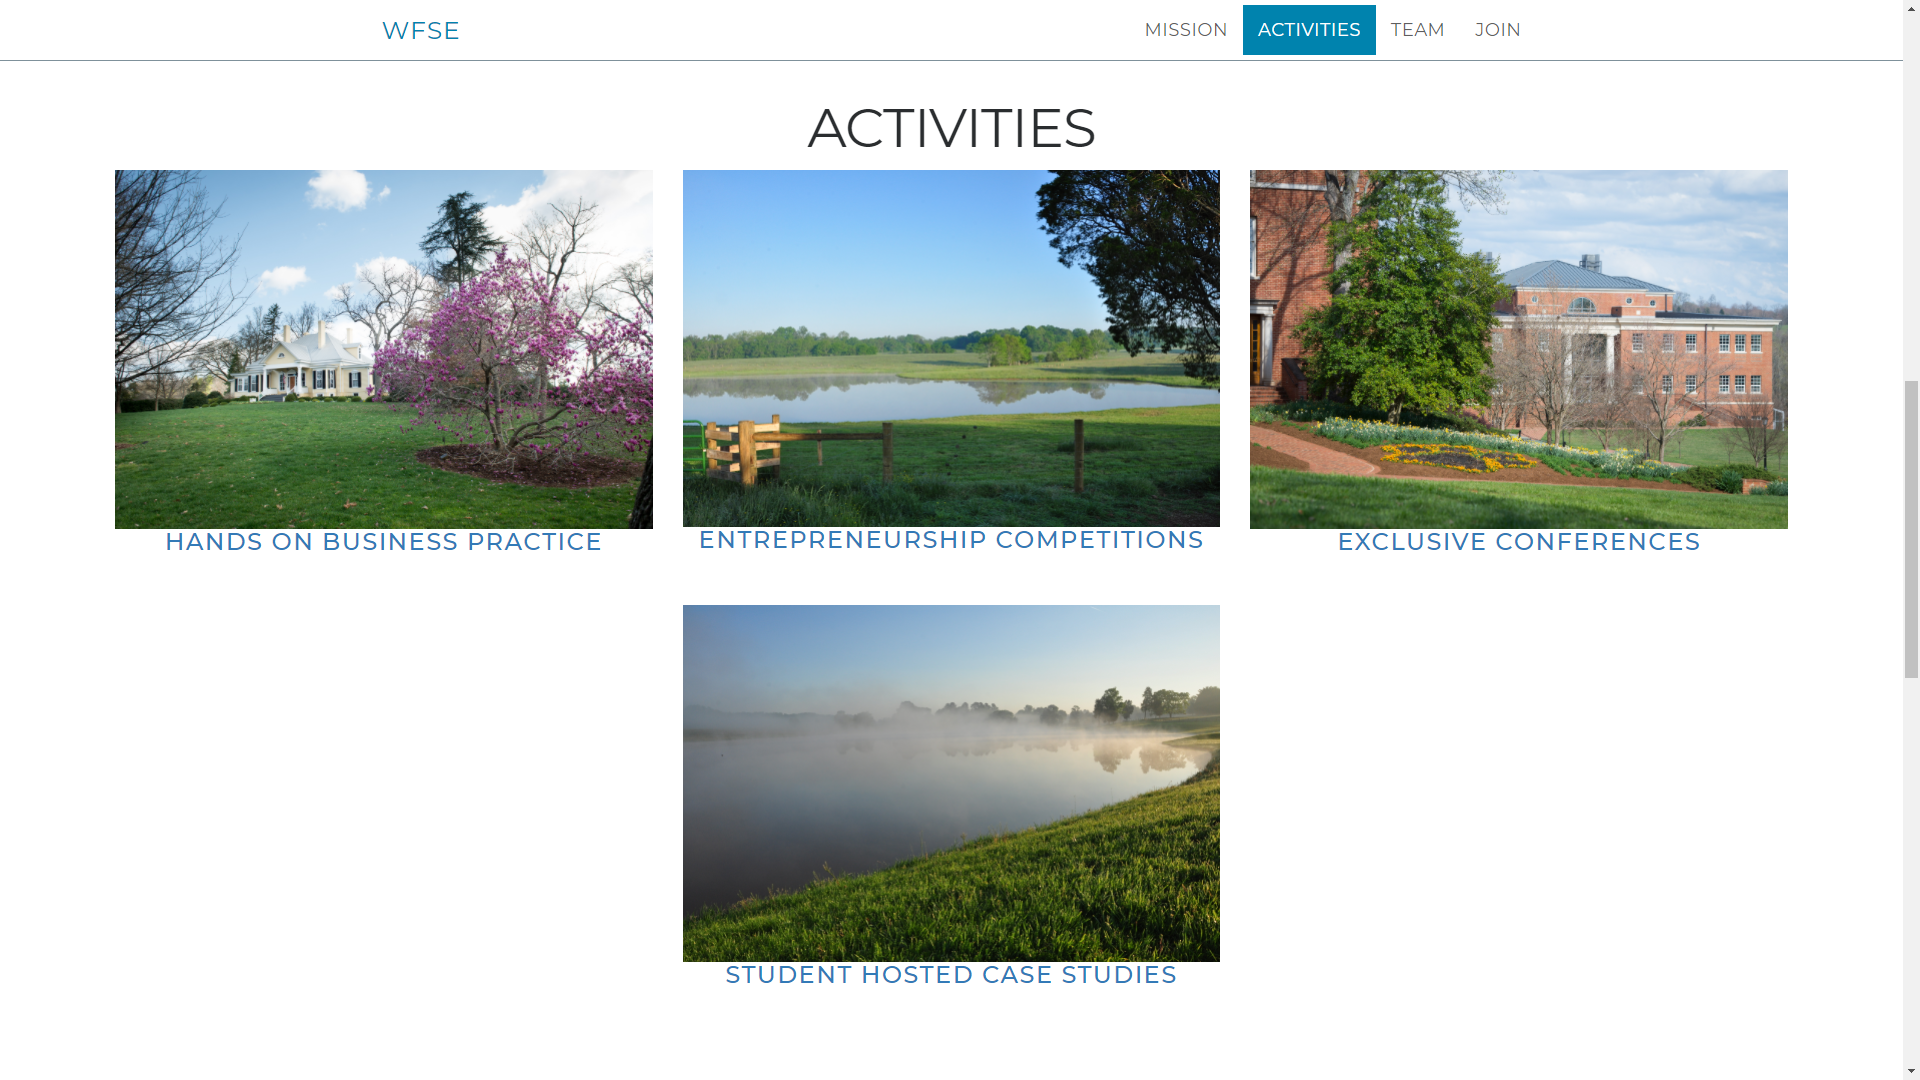 WFSE
MISSION
ACTIVITIES
TEAM
JOIN
ACTIVITIES
HANDS ON BUSINESS PRACTICE
ENTREPRENEURSHIP COMPETITIONS
EXCLUSIVE CONFERENCES
STUDENT HOSTED CASE STUDIES